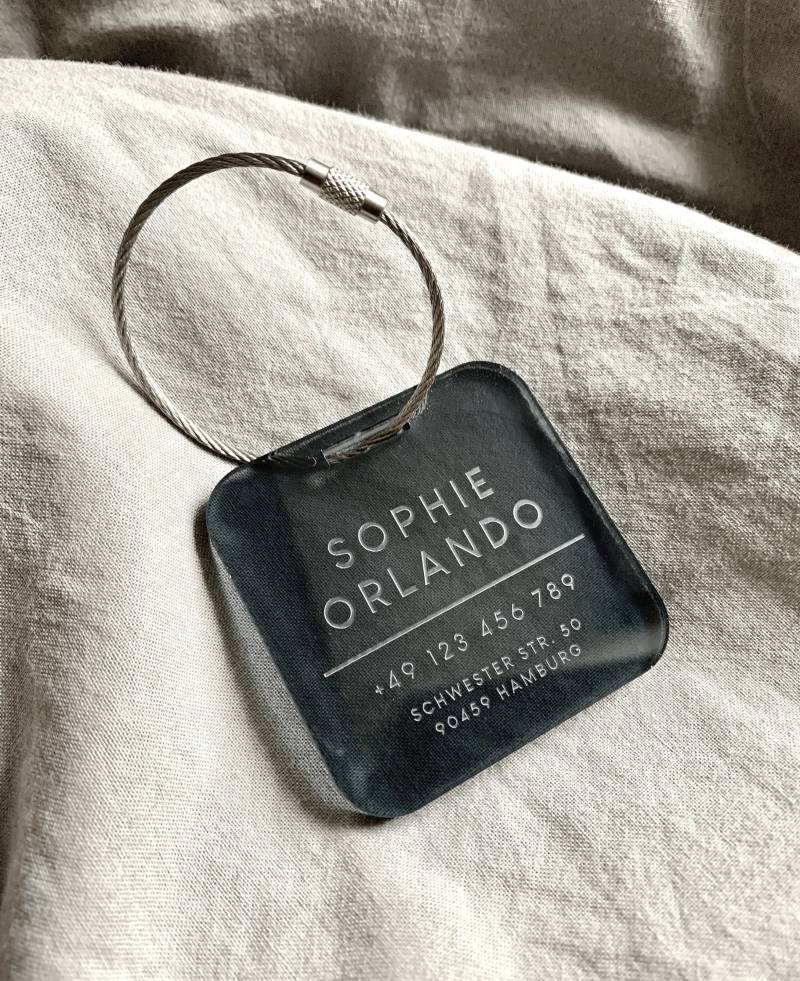 SOPHIE
ORLANDO
+49 123 456 789
SCHWESTER STR. 50
90459 HAMBURG